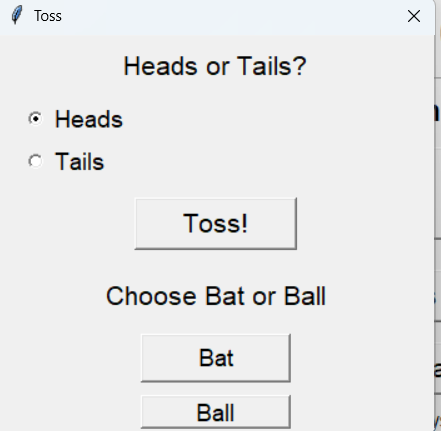 Toss
Heads or Tails?
Heads
Tails
Toss!
Choose Bat or Ball
Bat
Ball